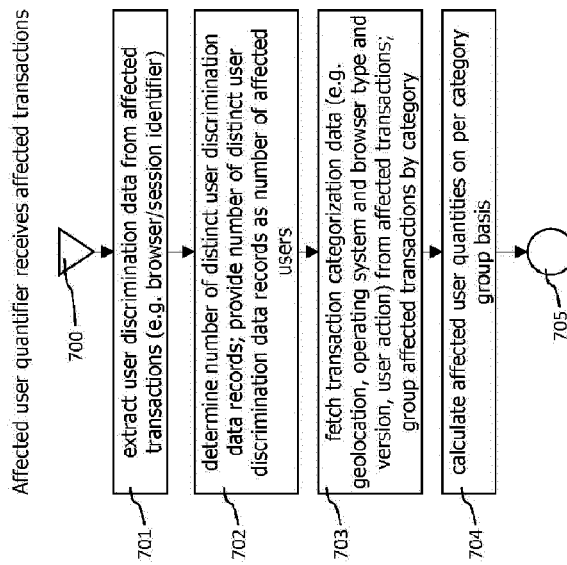 Affected user quantifier receives affected transactions
700
extract user discrimination data from affected
transactions (e.g. browser/session identifier)
701
determine number of distinct user discrimination
data records; provide number of distinct user
discrimination data records as number of affected
users
702
fetch transaction categorization data (e.g.
geolocation, operating system and browser type and
version, user action) from affected transactions;
group affected transactions by category
703
calculate affected user quantities on per category
group basis
704
705